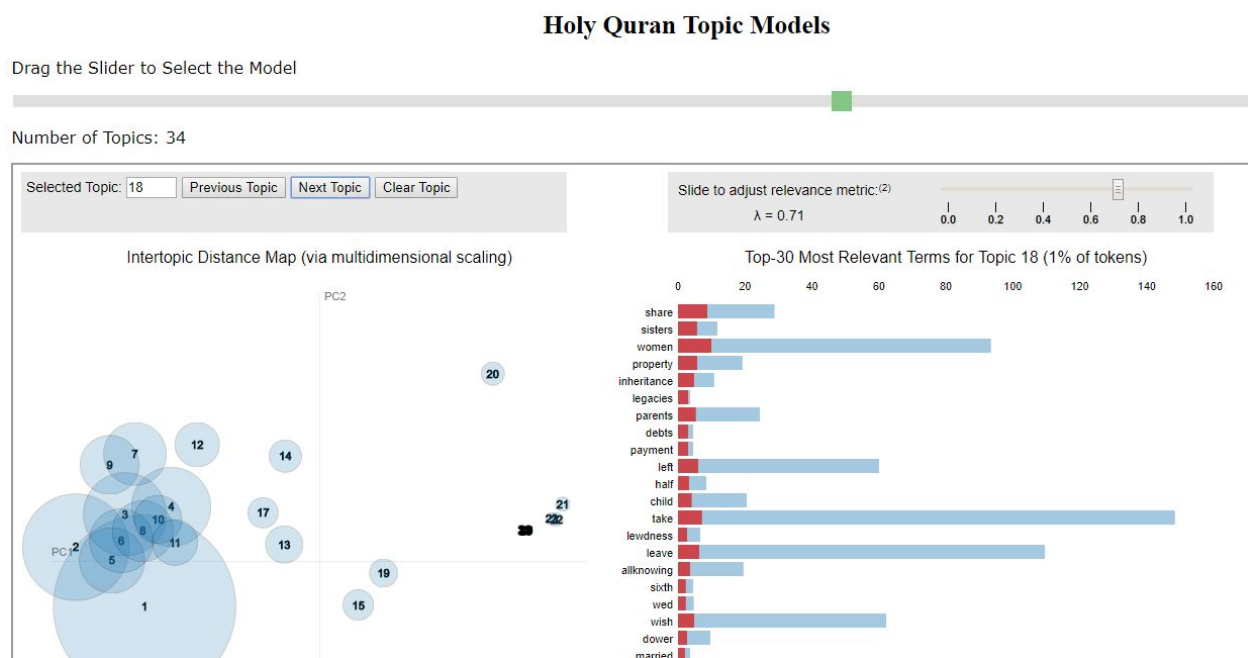 Holy Quran Topic Models
Drag the Slider to Select the Model
Number of Topics: 34
Selected Topic: 18 Previous Topic Next Topic Clear Topic
Slide to adjust relevance metric:(2)
λ = 0.71
0.0 0.2 0.4 0.6 0.8 1.0
Intertopic Distance Map (via multidimensional scaling)
PC2
20
12
7
14
9
21
4
3
17
10
8
6
11
13
PC1
2
5
19
15
1
Top-30 Most Relevant Terms for Topic 18 (1% of tokens)
0 20 40 60 80 100 120 140 160
share
sisters
women
property
inheritance
legacies
parents
debts
payment
left
half
child
take
lewdness
leave
allknowing
sixth
wed
wish
dower
married